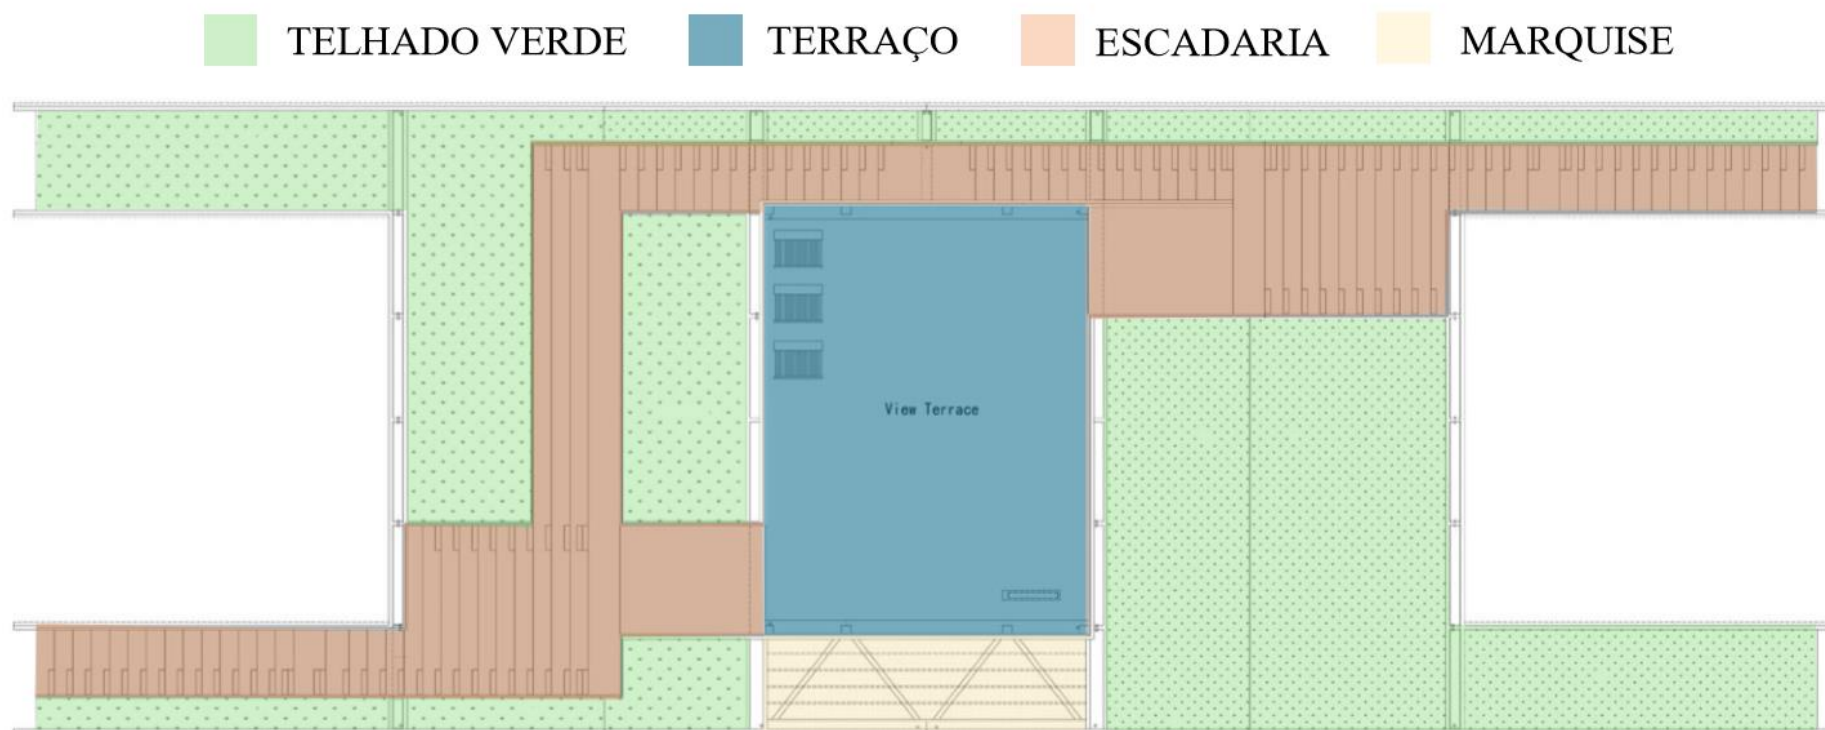 TELHADO VERDE TERRAÇO ESCADARIA MARQUISE
View Terrace